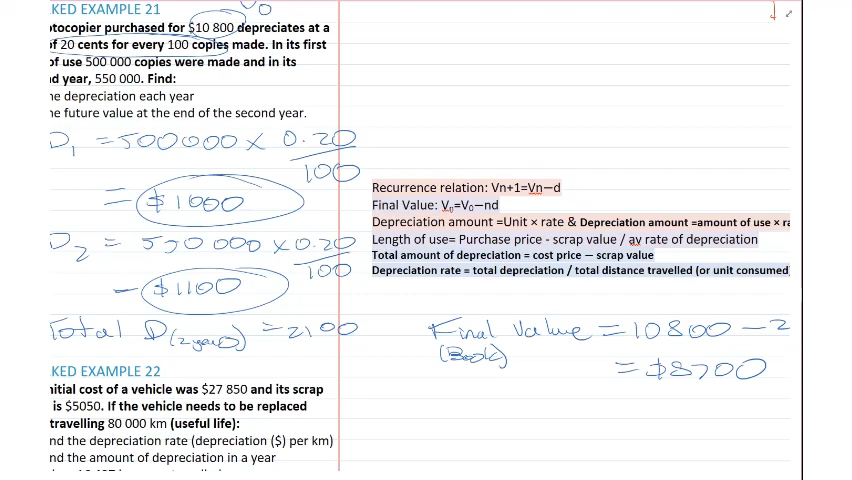 V0
KED EXAMPLE 21
tocopier purchased for $10 800 depreciates at a
of 20 cents for every 100 copies made. In its first
of use 500 000 copies were made and in its
d year, 550 000. Find:
he depreciation each year
he future value at the end of the second year.
D1 = 500000 × 0.20
100
= $1000
D2 = 550 000 × 0.20
100
= $1100
Total D (2 years) = 2100
Recurrence relation: Vn+1=Vn—d
Final Value: Vn=V0—nd
Depreciation amount =Unit × rate & Depreciation amount =amount of use × ra
Length of use= Purchase price - scrap value / av rate of depreciation
Total amount of depreciation = cost price — scrap value
Depreciation rate = total depreciation / total distance travelled (or unit consumed)
Final Value = 10800 - 2
(Book)
= $8700
KED EXAMPLE 22
nitial cost of a vehicle was $27 850 and its scrap
is $5050. If the vehicle needs to be replaced
travelling 80 000 km (useful life):
nd the depreciation rate (depreciation ($) per km)
nd the amount of depreciation in a year